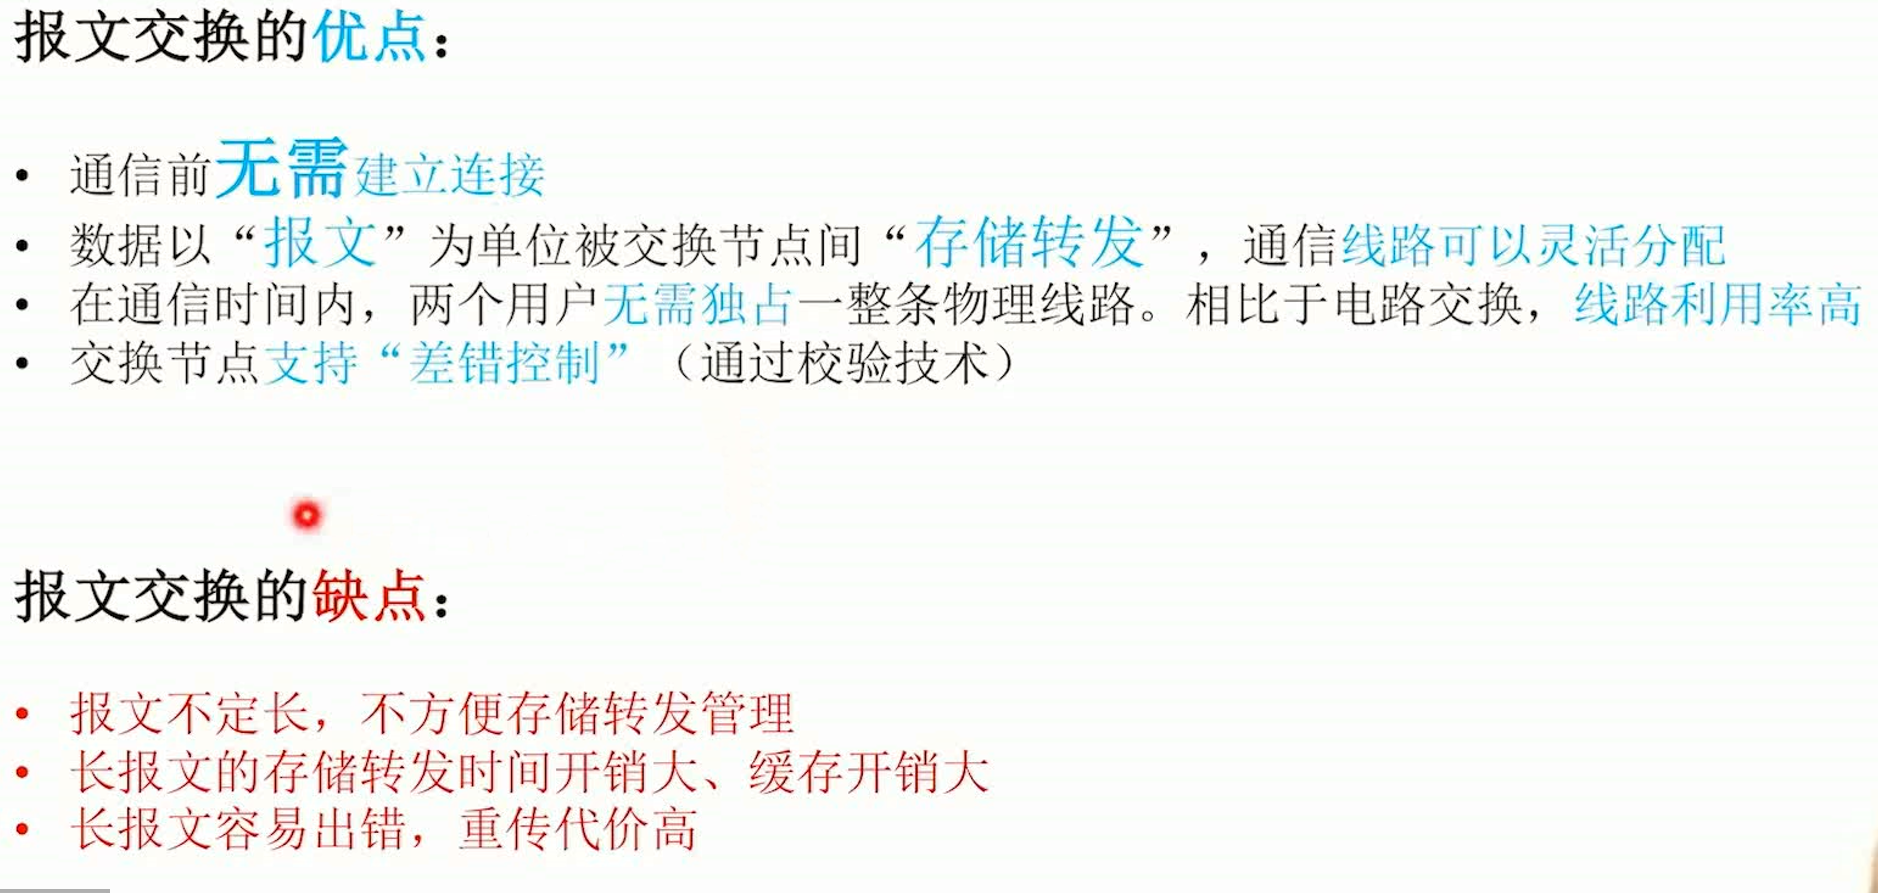 报文交换的优点：
• 通信前无需建立连接
• 数据以“报文”为单位被交换节点间“存储转发”，通信线路可以灵活分配
• 在通信时间内，两个用户无需独占一整条物理线路。相比于电路交换，线路利用率高
• 交换节点支持“差错控制”（通过校验技术）
报文交换的缺点：
• 报文不定长，不方便存储转发管理
• 长报文的存储转发时间开销大、缓存开销大
• 长报文容易出错，重传代价高